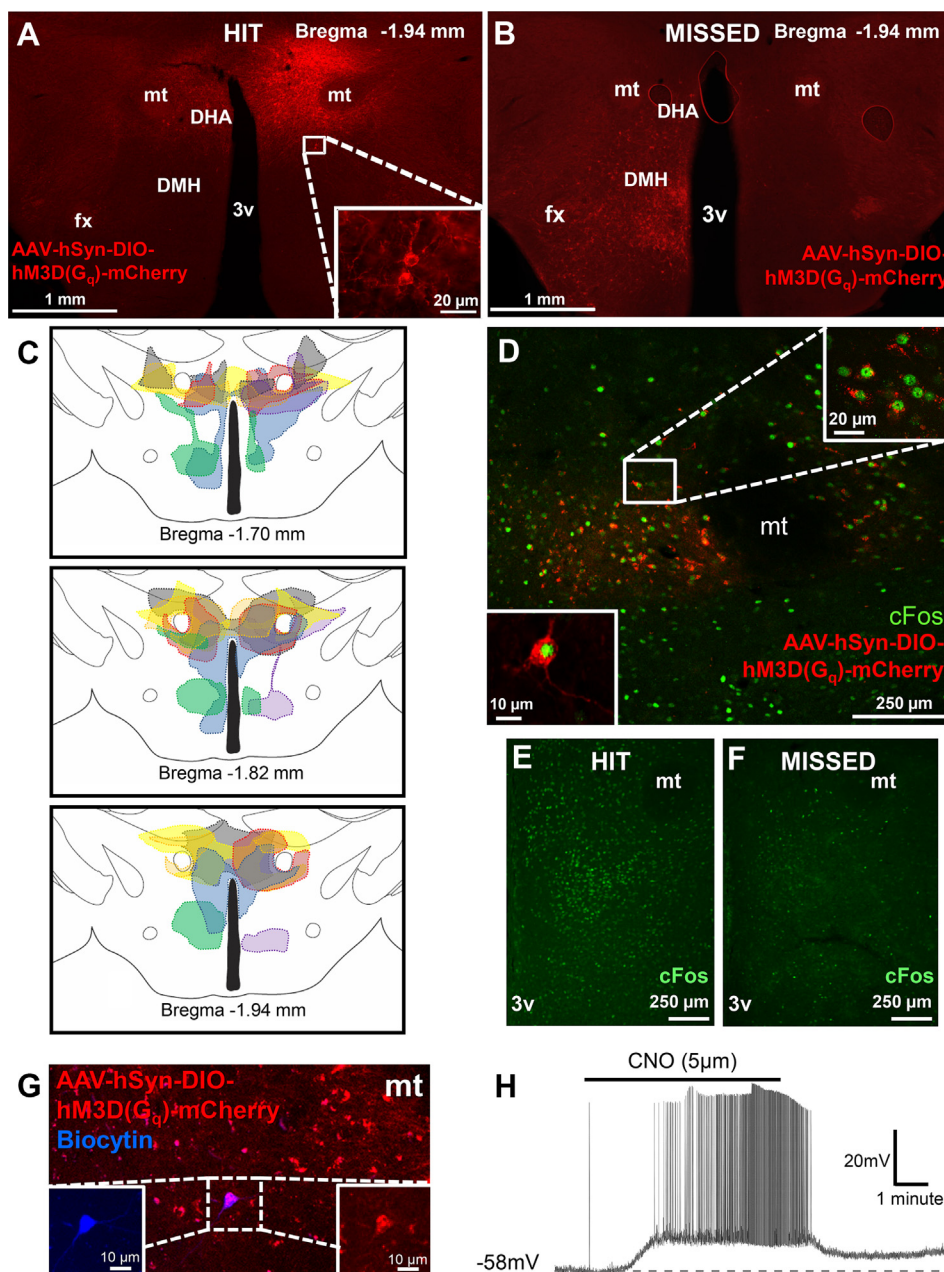 A
HIT
Bregma -1.94 mm
mt
mt
DHA
DMH
3v
fx
AAV-hSyn-DIO-
hM3D(Gq)-mCherry
1 mm
20 µm
B
MISSED
Bregma -1.94 mm
mt
mt
DHA
DMH
fx
3v
AAV-hSyn-DIO-
hM3D(Gq)-mCherry
1 mm
C
Bregma -1.70 mm
Bregma -1.82 mm
Bregma -1.94 mm
D
20 µm
mt
cFos
AAV-hSyn-DIO-
hM3D(Gq)-mCherry
10 µm
250 µm
E
HIT
mt
cFos
3v
250 µm
F
MISSED
mt
cFos
3v
250 µm
G
AAV-hSyn-DIO-
hM3D(Gq)-mCherry
Biocytin
mt
10 µm
10 µm
H
CNO (5µm)
20mV
1 minute
-58mV